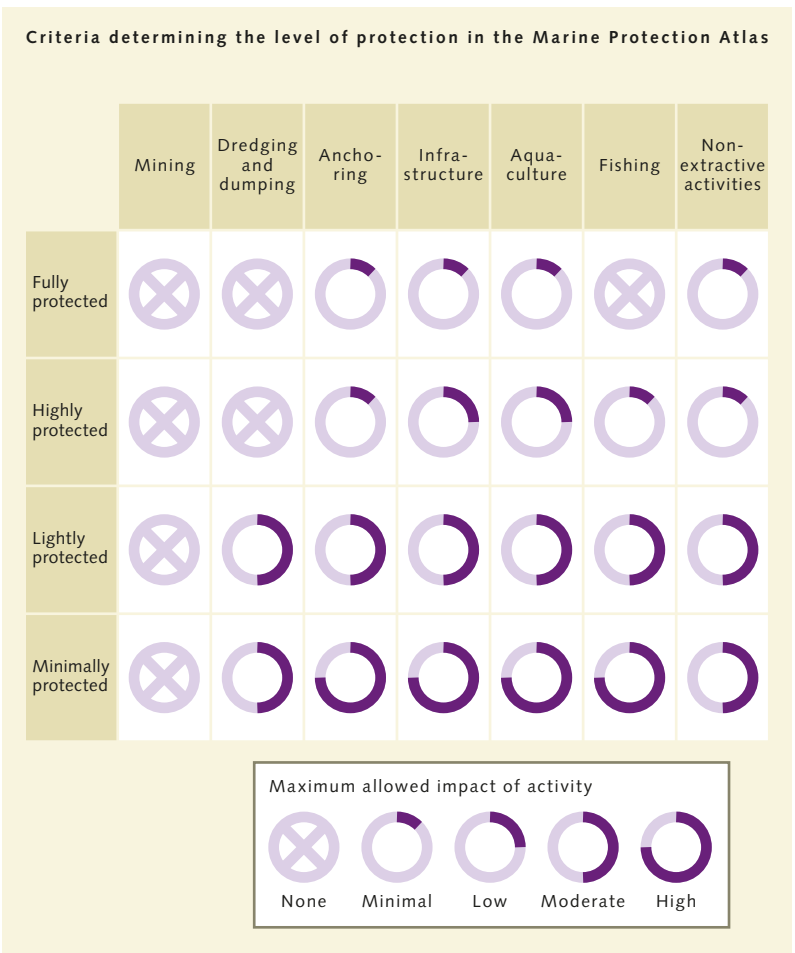 Criteria determining the level of protection in the Marine Protection Atlas
Mining
Dredging
and
dumping
Ancho-
ring
Infra-
structure
Aqua-
culture
Fishing
Non-
extractive
activities
Fully
protected
Highly
protected
Lightly
protected
Minimally
protected
Maximum allowed impact of activity
None
Minimal
Low
Moderate
High